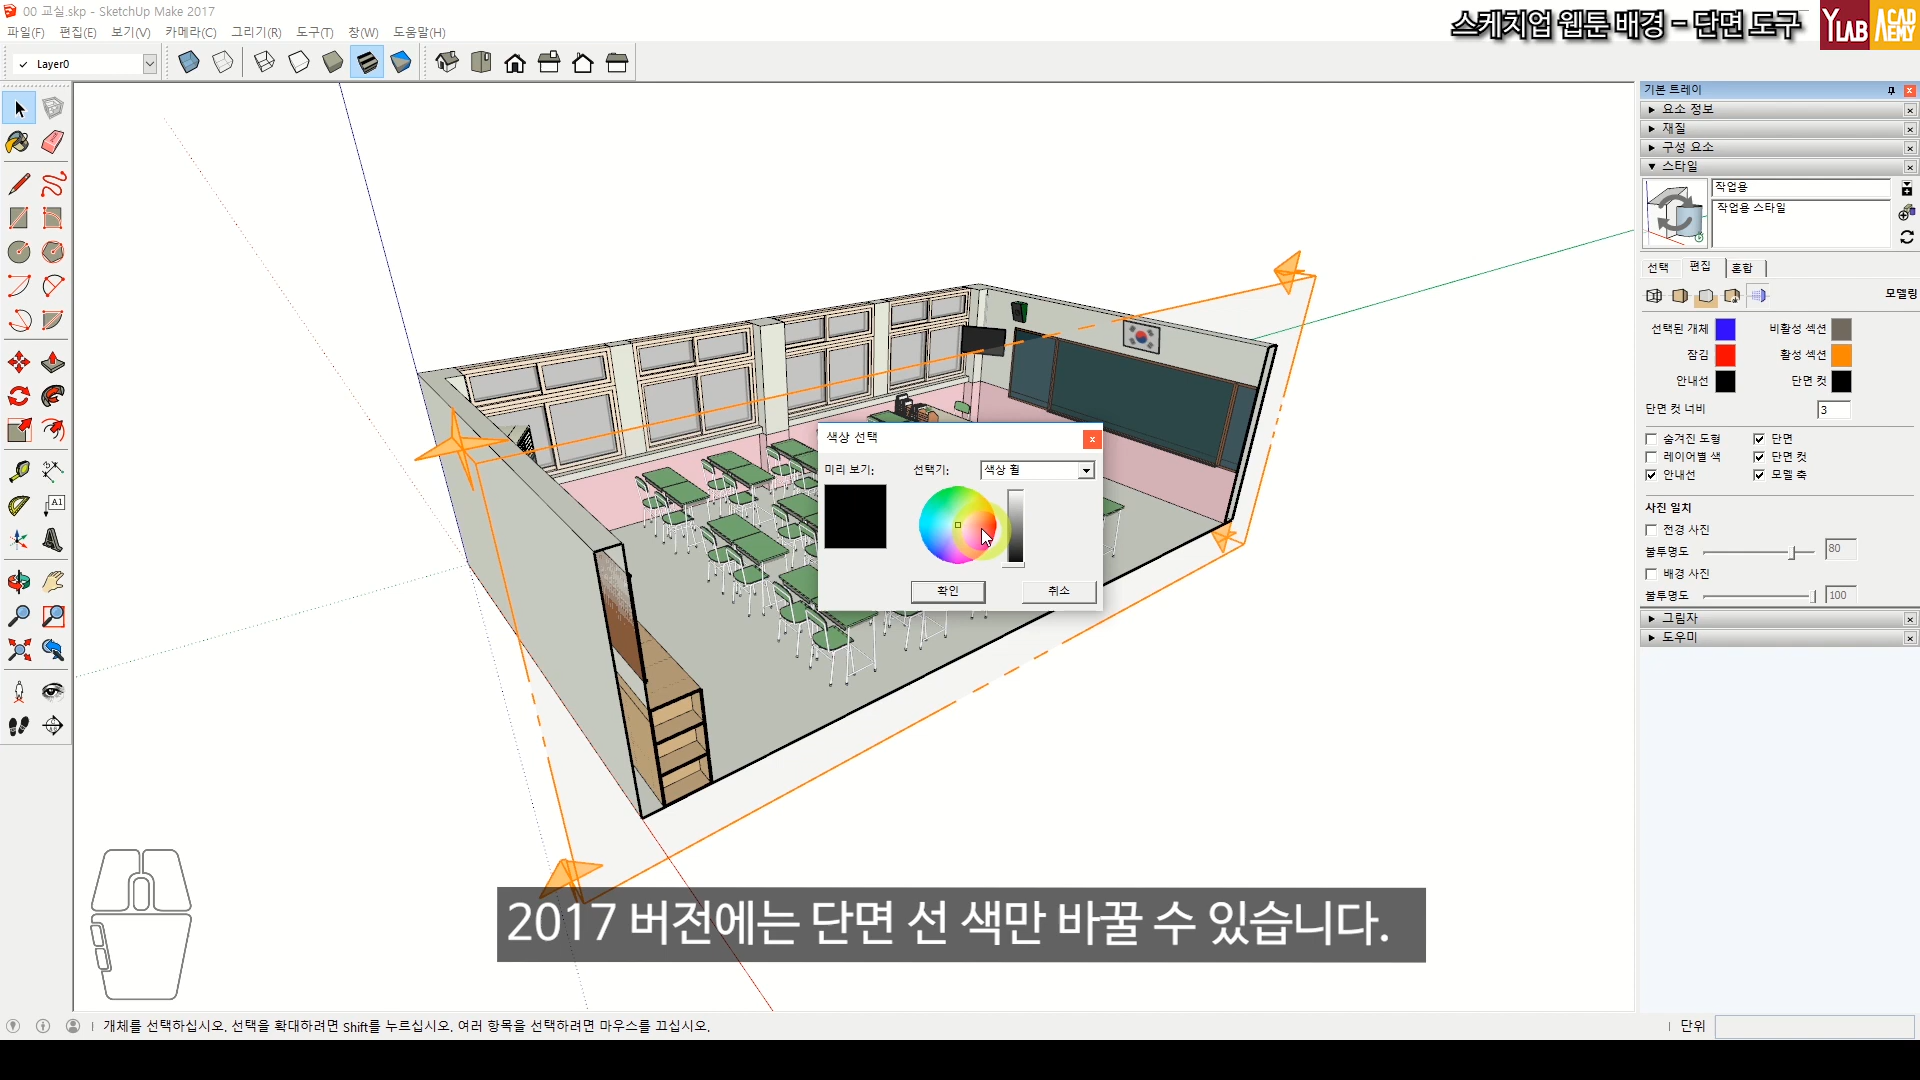 00 교실.skp - SketchUp Make 2017
스케치업 웹툰 배경 - 단면 도구
YLAB ACADEMY
파일(F) 편집(E) 보기(V) 카메라(C) 그리기(R) 도구(T) 창(W) 도움말(H)
Layer0
기본 트레이
요소 정보
재질
구성 요소
스타일
작업용
작업용 스타일
선택 편집 혼합
모델링
선택된 개체 비활성 섹션
잠김 활성 섹션
안내선 단면 컷
단면 컷 너비 3
숨겨진 도형 단면
레이어별 색 단면 컷
안내선 모델 축
사진 일치
전경 사진
불투명도 80
배경 사진
불투명도 100
그림자
도우미
A1
색상 선택
미리 보기: 선택기: 색상 휠
확인 취소
2017 버전에는 단면 선 색만 바꿀 수 있습니다.
개체를 선택하십시오. 선택을 확대하려면 Shift를 누르십시오. 여러 항목을 선택하려면 마우스를 끄십시오.
단위